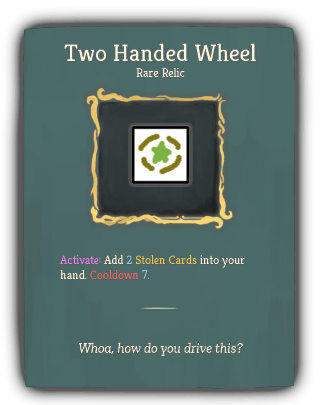 Two Handed Wheel
Rare Relic
Activate: Add 2 Stolen Cards into your
hand. Cooldown 7.
Whoa, how do you drive this?